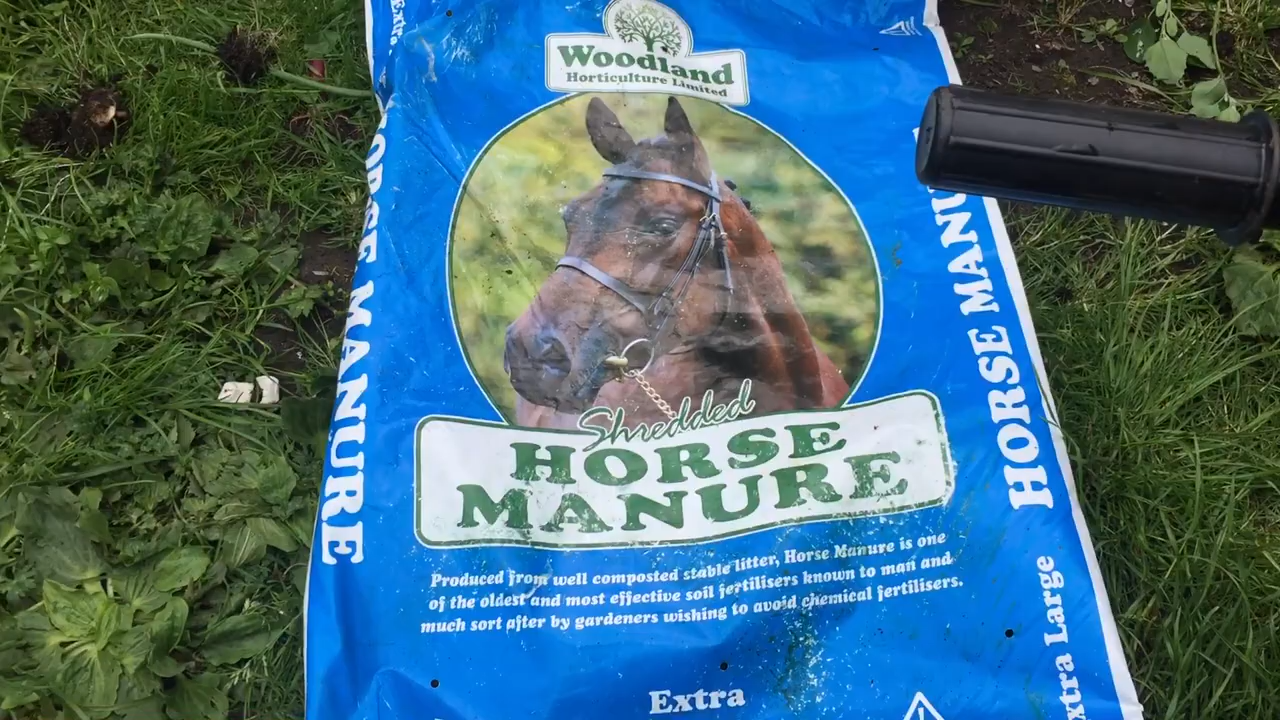 Woodland
Horticulture Limited
Shredded
HORSE
MANURE
Produced from well composted stable litter, Horse Manure is one
of the oldest and most effective soil fertilisers known to man and
much sort after by gardeners wishing to avoid chemical fertilisers.
Extra
HORSE MANURE
Extra
HORSE MANU
xtra Large